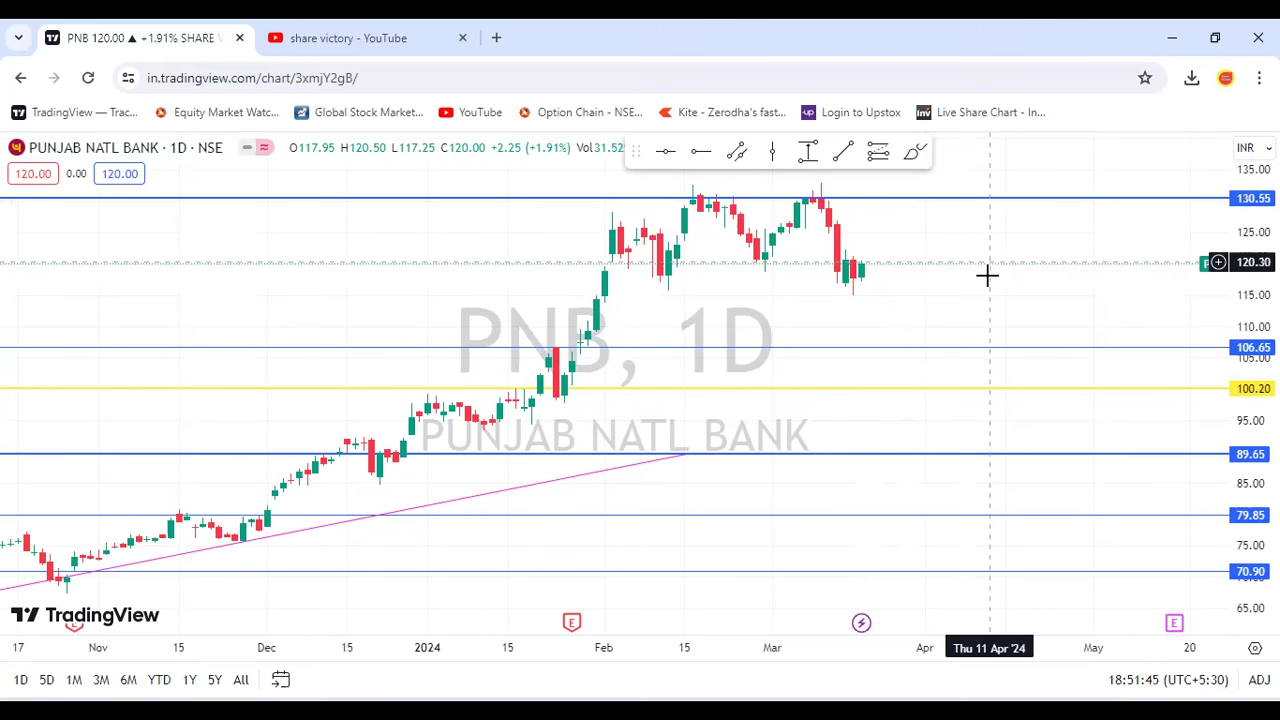 PNB 120.00 ▲ +1.91% SHARE V
share victory - YouTube
in.tradingview.com/chart/3xmjY2gB/
TradingView — Trac...
Equity Market Watc...
Global Stock Market...
YouTube
Option Chain - NSE...
Kite - Zerodha's fast...
Login to Upstox
Live Share Chart - In...
PUNJAB NATL BANK · 1D · NSE
O117.95 H120.50 L117.25 C120.00 +2.25 (+1.91%) Vol31.52
INR
120.00 0.00 120.00
135.00
130.55
125.00
120.30
115.00
110.00
106.65
105.00
100.20
95.00
89.65
85.00
79.85
75.00
70.90
65.00
PNB, 1D
PUNJAB NATL BANK
TradingView
E
E
E
17 Nov 15 Dec 15 2024 15 Feb 15 Mar Apr Thu 11 Apr '24 May 20
1D 5D 1M 3M 6M YTD 1Y 5Y All
18:51:45 (UTC+5:30) ADJ